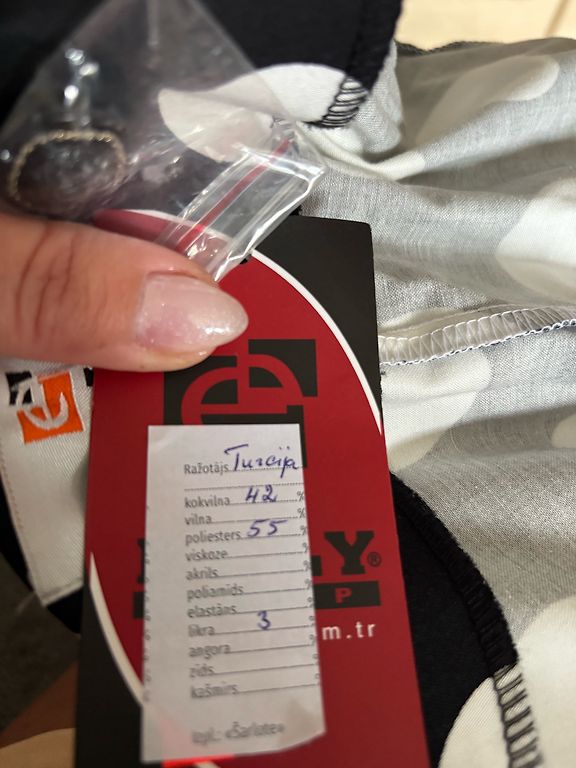 Ražotājs Turcija
kokvilna 42 %
vilna %
poliesters 55 %
viskoze %
akrils %
poliamīds %
elastāns %
likra 3 %
angora %
zīds %
kašmirs %
Izpl.: «Šarlote»
LY®
P
m.tr